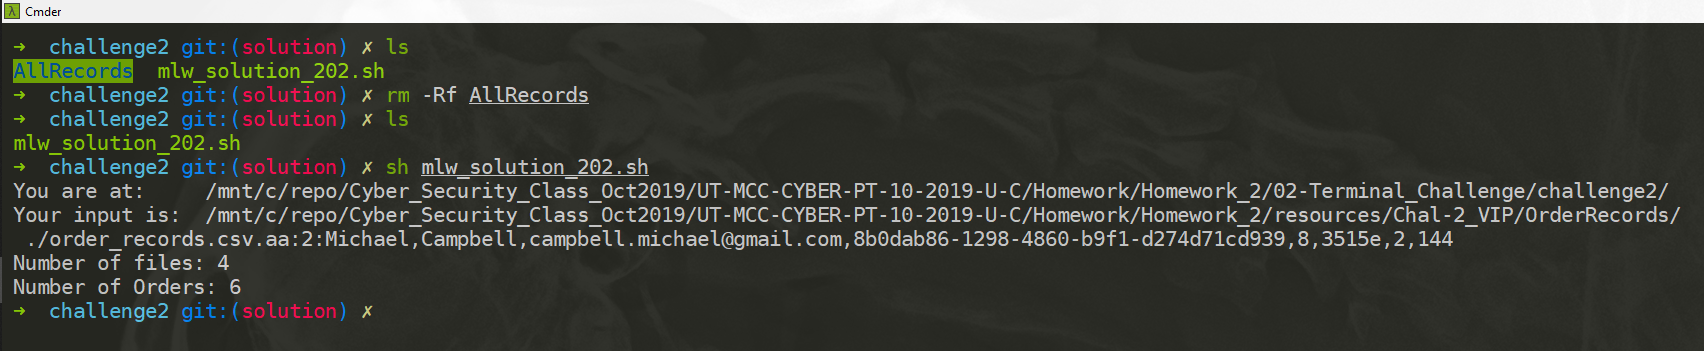 λ Cmder
➜ challenge2 git:(solution) ✗ ls
AllRecords mlw_solution_202.sh
➜ challenge2 git:(solution) ✗ rm -Rf AllRecords
➜ challenge2 git:(solution) ✗ ls
mlw_solution_202.sh
➜ challenge2 git:(solution) ✗ sh mlw_solution_202.sh
You are at: /mnt/c/repo/Cyber_Security_Class_Oct2019/UT-MCC-CYBER-PT-10-2019-U-C/Homework/Homework_2/02-Terminal_Challenge/challenge2/
Your input is: /mnt/c/repo/Cyber_Security_Class_Oct2019/UT-MCC-CYBER-PT-10-2019-U-C/Homework/Homework_2/resources/Chal-2_VIP/OrderRecords/
./order_records.csv.aa:2:Michael,Campbell,campbell.michael@gmail.com,8b0dab86-1298-4860-b9f1-d274d71cd939,8,3515e,2,144
Number of files: 4
Number of Orders: 6
➜ challenge2 git:(solution) ✗